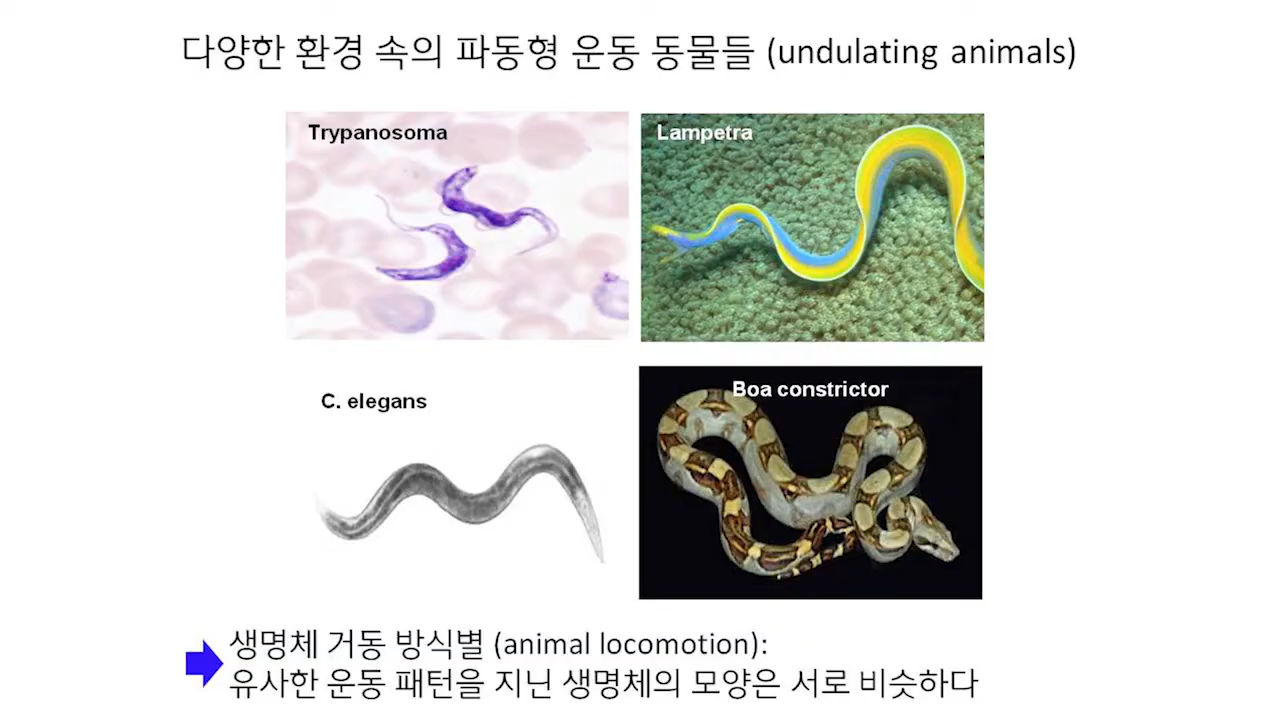 다양한 환경 속의 파동형 운동 동물들 (undulating animals)
Trypanosoma
Lampetra
C. elegans
Boa constrictor
생명체 거동 방식별 (animal locomotion):
유사한 운동 패턴을 지닌 생명체의 모양은 서로 비슷하다